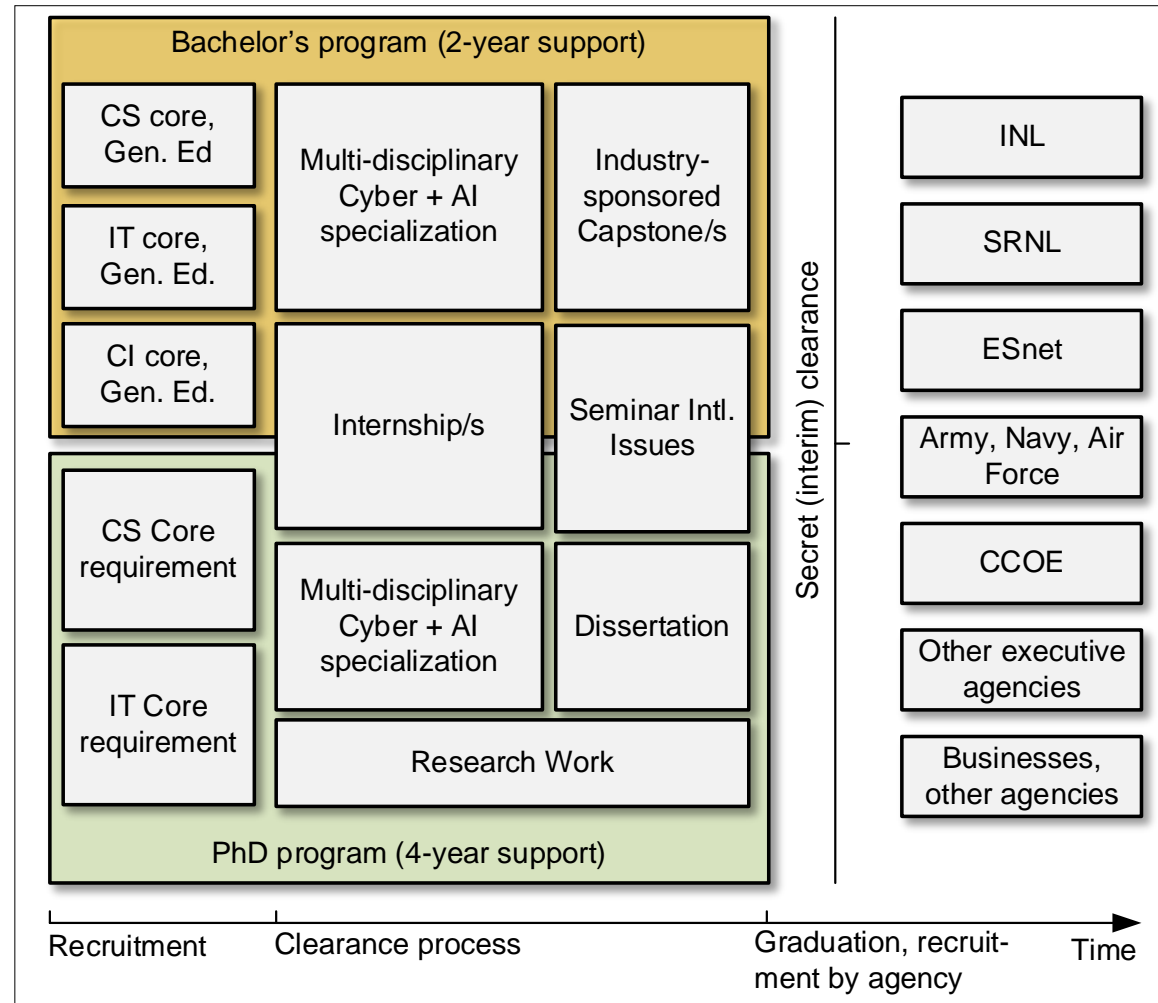 Bachelor's program (2-year support)
CS core,
Gen. Ed
IT core,
Gen. Ed.
CI core,
Gen. Ed.
Multi-disciplinary
Cyber + AI
specialization
Industry-
sponsored
Capstone/s
Internship/s
Seminar Intl.
Issues
CS Core
requirement
IT Core
requirement
Multi-disciplinary
Cyber + AI
specialization
Dissertation
Research Work
PhD program (4-year support)
Secret (interim) clearance
INL
SRNL
ESnet
Army, Navy, Air
Force
CCOE
Other executive
agencies
Businesses,
other agencies
Recruitment
Clearance process
Graduation, recruit-
ment by agency
Time